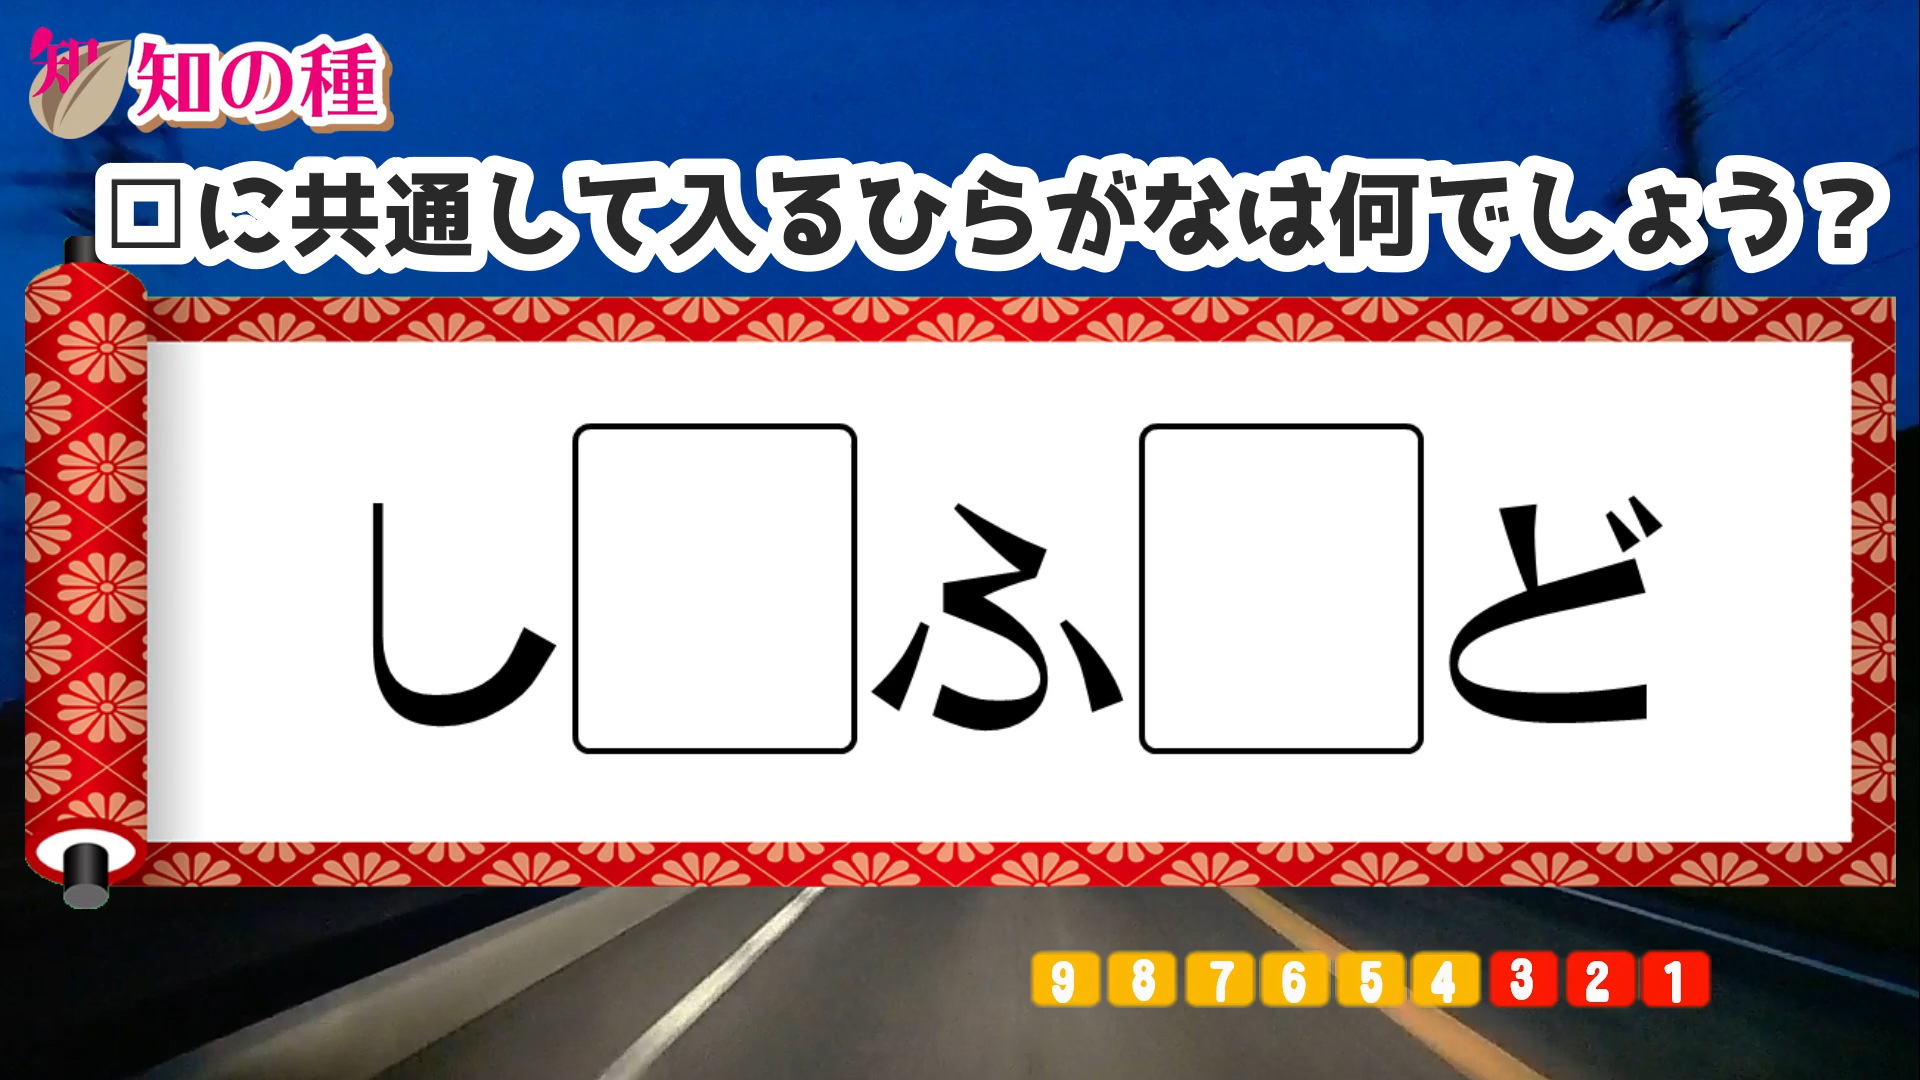 知 知の種
□に共通して入るひらがなは何でしょう?
し□ふ□ど
9 8 7 6 5 4 3 2 1